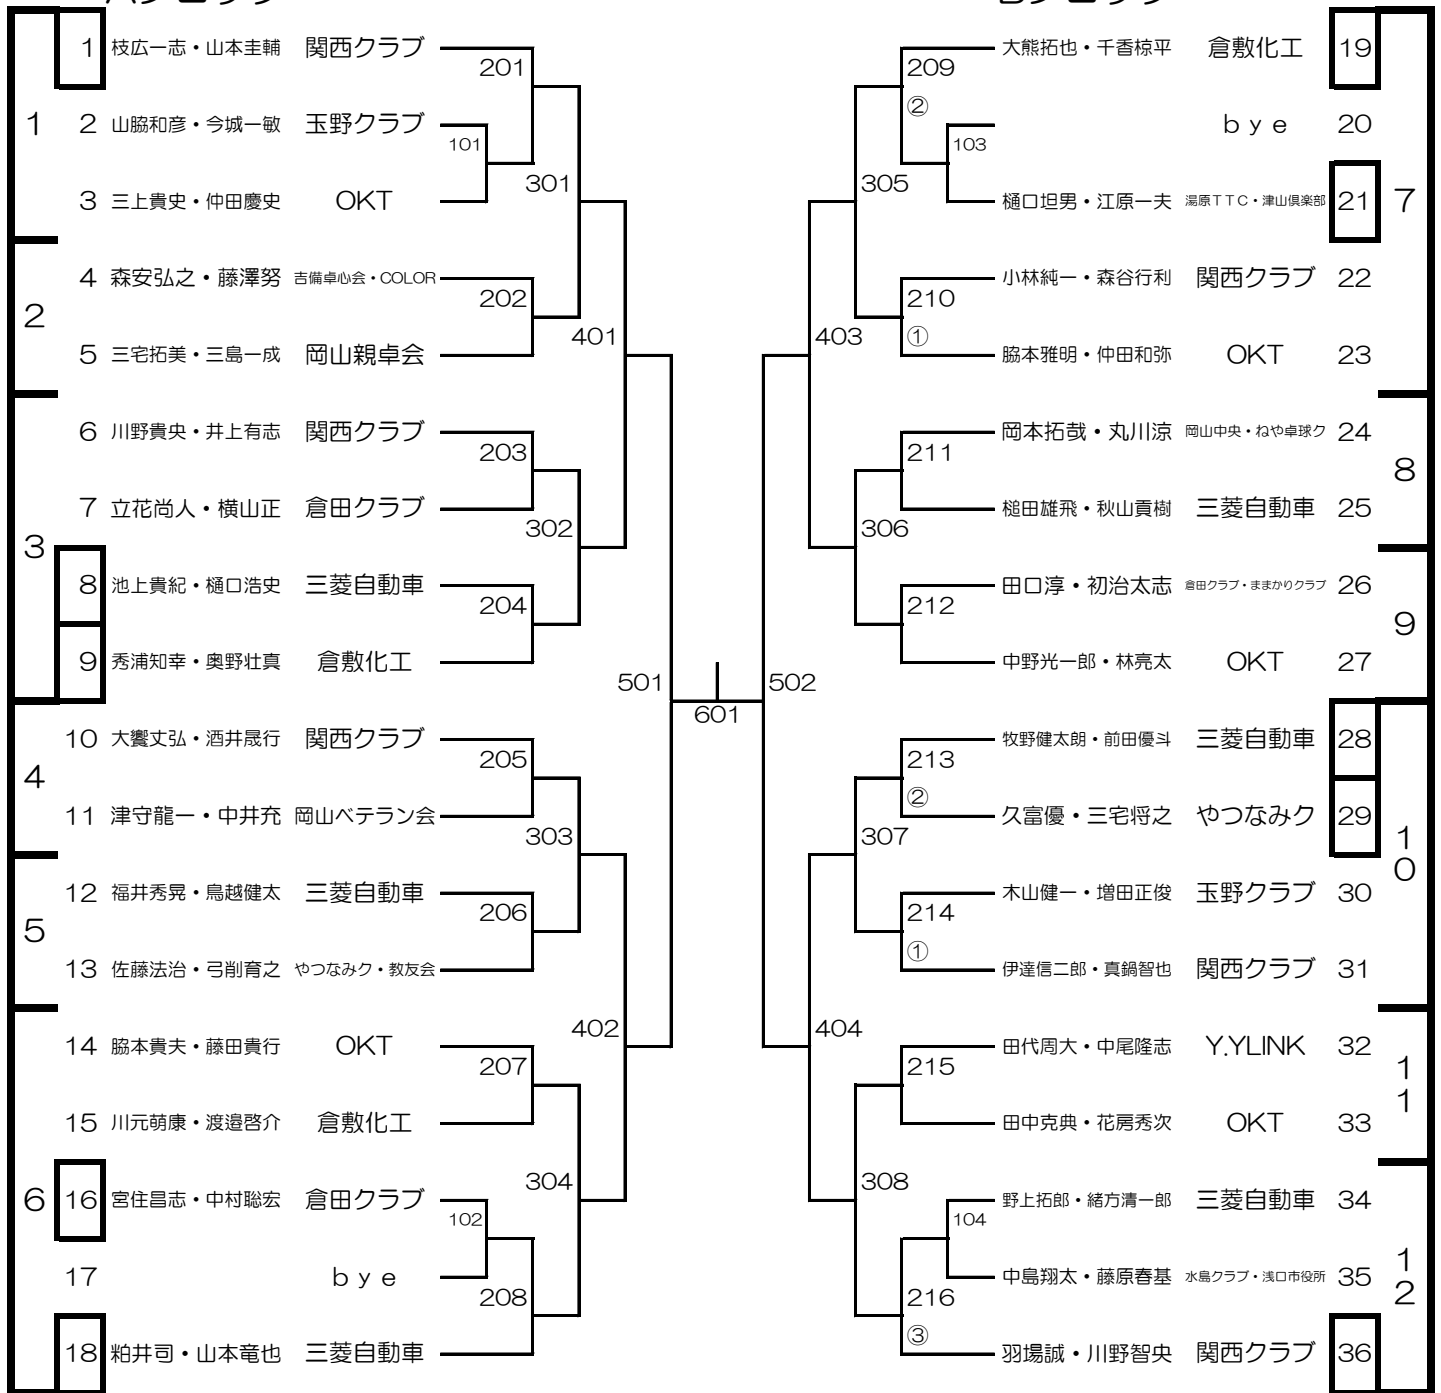 1 1 枝広一志・山本圭輔 関西クラブ 201
2 山脇和彦・今城一敏 玉野クラブ 101
3 三上貴史・仲田慶史 OKT 301
2 4 森安弘之・藤澤努 吉備卓心会・COLOR 202
5 三宅拓美・三島一成 岡山親卓会 401
3 6 川野貴央・井上有志 関西クラブ 203
7 立花尚人・横山正 倉田クラブ 302
8 池上貴紀・樋口浩史 三菱自動車 204
9 秀浦知幸・奥野壮真 倉敷化工 501
4 10 大饗丈弘・酒井晟行 関西クラブ 205
11 津守龍一・中井充 岡山ベテラン会 303
5 12 福井秀晃・鳥越健太 三菱自動車 206
13 佐藤法治・弓削育之 やつなみク・教友会 402
14 脇本貴夫・藤田貴行 OKT 207
15 川元萌康・渡邉啓介 倉敷化工 304
6 16 宮住昌志・中村聡宏 倉田クラブ 102
17 bye 208
18 粕井司・山本竜也 三菱自動車
601
209 ② 大熊拓也・千香椋平 倉敷化工 19
103 bye 20
305 樋口坦男・江原一夫 湯原TTC・津山倶楽部 21 7
210 ① 小林純一・森谷行利 関西クラブ 22
403 脇本雅明・仲田和弥 OKT 23
211 岡本拓哉・丸川涼 岡山中央・ねや卓球ク 24 8
306 槌田雄飛・秋山貢樹 三菱自動車 25
212 田口淳・初治太志 倉田クラブ・ままかりクラブ 26 9
502 中野光一郎・林亮太 OKT 27
213 ② 牧野健太朗・前田優斗 三菱自動車 28
307 久富優・三宅将之 やつなみク 29 10
214 ① 木山健一・増田正俊 玉野クラブ 30
伊達信二郎・真鍋智也 関西クラブ 31
404 215 田代周大・中尾隆志 Y.YLINK 32 11
田中克典・花房秀次 OKT 33
308 104 野上拓郎・緒方清一郎 三菱自動車 34
216 ③ 中島翔太・藤原春基 水島クラブ・浅口市役所 35 12
羽場誠・川野智央 関西クラブ 36